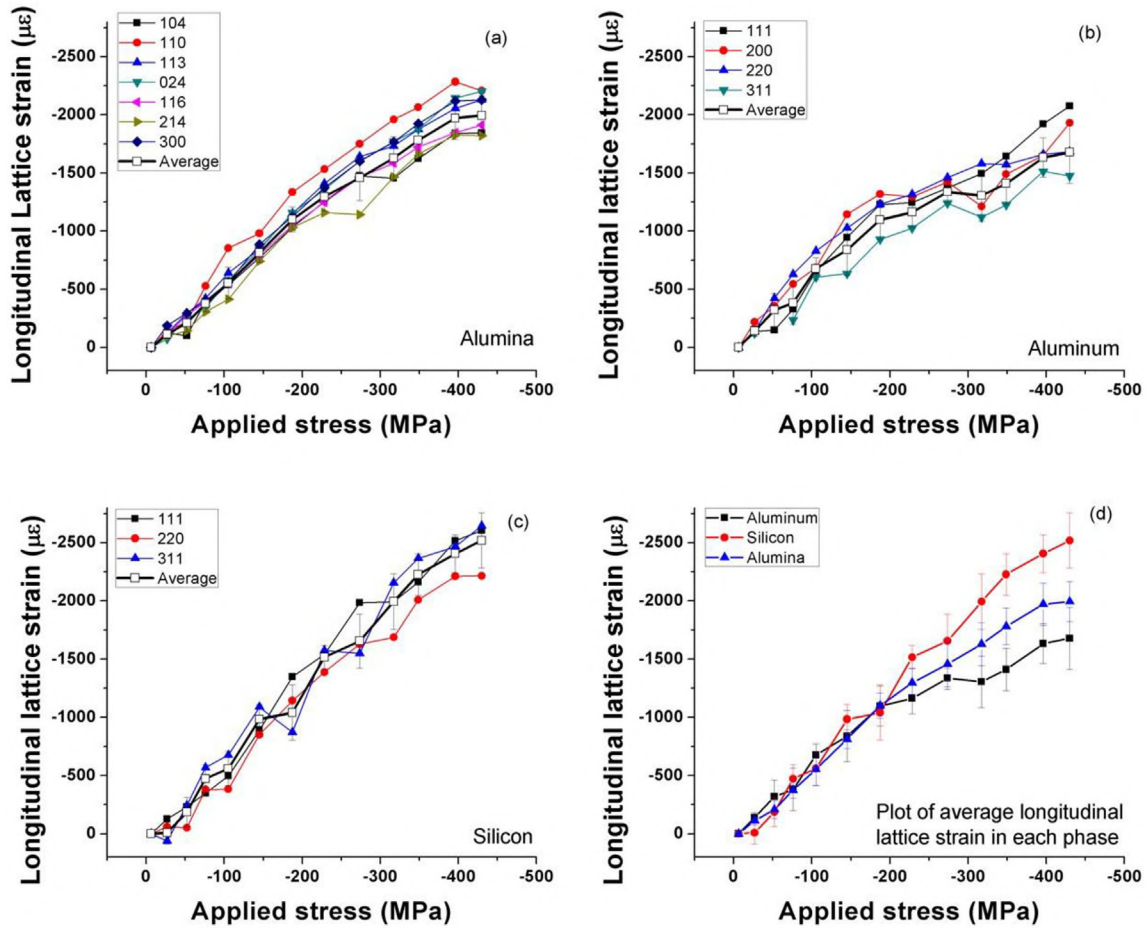 (a)
104
110
113
024
116
214
300
Average
Alumina
Longitudinal Lattice strain (με)
-2500
-2000
-1500
-1000
-500
0
0 -100 -200 -300 -400 -500
Applied stress (MPa)
(b)
111
200
220
311
Average
Aluminum
Longitudinal lattice strain (με)
-2500
-2000
-1500
-1000
-500
0
0 -100 -200 -300 -400 -500
Applied stress (MPa)
(c)
111
220
311
Average
Silicon
Longitudinal lattice strain (με)
-2500
-2000
-1500
-1000
-500
0
0 -100 -200 -300 -400 -500
Applied stress (MPa)
(d)
Aluminum
Silicon
Alumina
Plot of average longitudinal
lattice strain in each phase
Longitudinal lattice strain (με)
-2500
-2000
-1500
-1000
-500
0
0 -100 -200 -300 -400 -500
Applied stress (MPa)